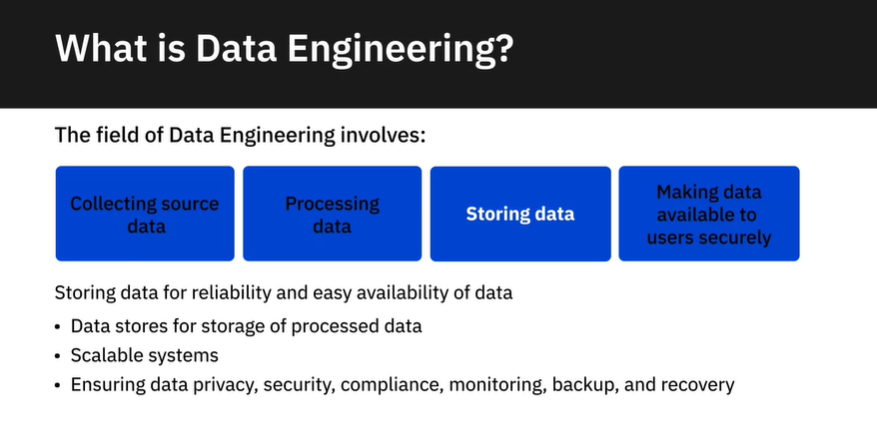 What is Data Engineering?
The field of Data Engineering involves:
Collecting source
data
Processing
data
Storing data
Making data
available to
users securely
Storing data for reliability and easy availability of data
• Data stores for storage of processed data
• Scalable systems
• Ensuring data privacy, security, compliance, monitoring, backup, and recovery